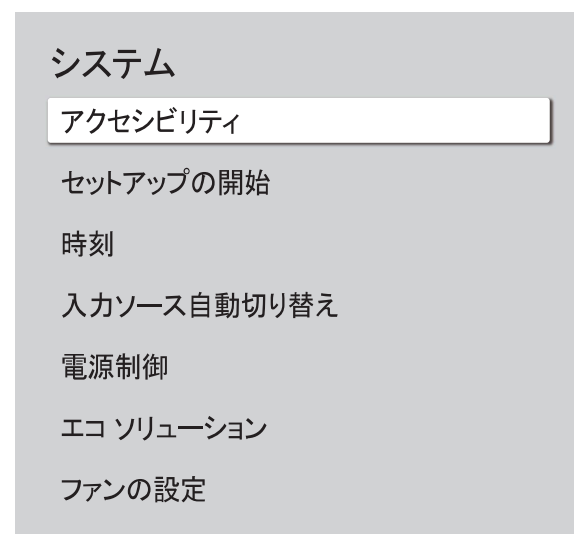 システム
アクセシビリティ
セットアップの開始
時刻
入力ソース自動切り替え
電源制御
エコ ソリューション
ファンの設定